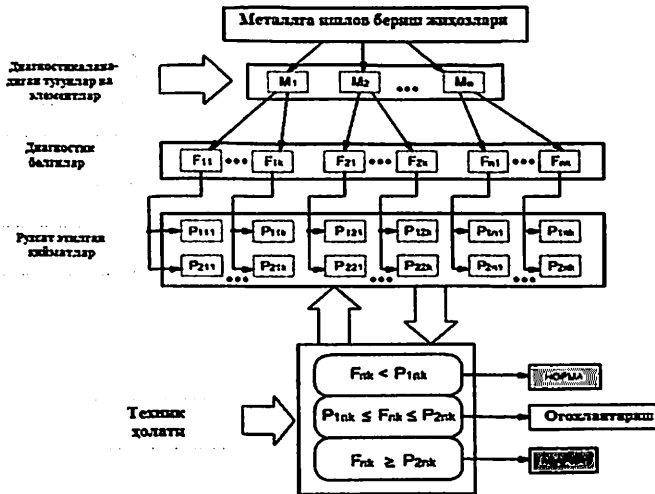 Металлга ишлов бериш жиҳозлари
Диагностикалана-
диган тугунлар ва
элементлар
M1 M2 ... Mn
Диагностик
белгилар
F11 ... F1k F21 ... F2k Fn1 ... Fnk
Рухсат этилган
қийматлар
P111 P11k P121 P12k P1n1 P1nk
P211 ... P21k P221 ... P22k P2n1 ... P2nk
Техник
ҳолати
Fnk < P1nk
НОРМА
P1nk ≤ Fnk ≤ P2nk
Огоҳлантириш
Fnk ≥ P2nk